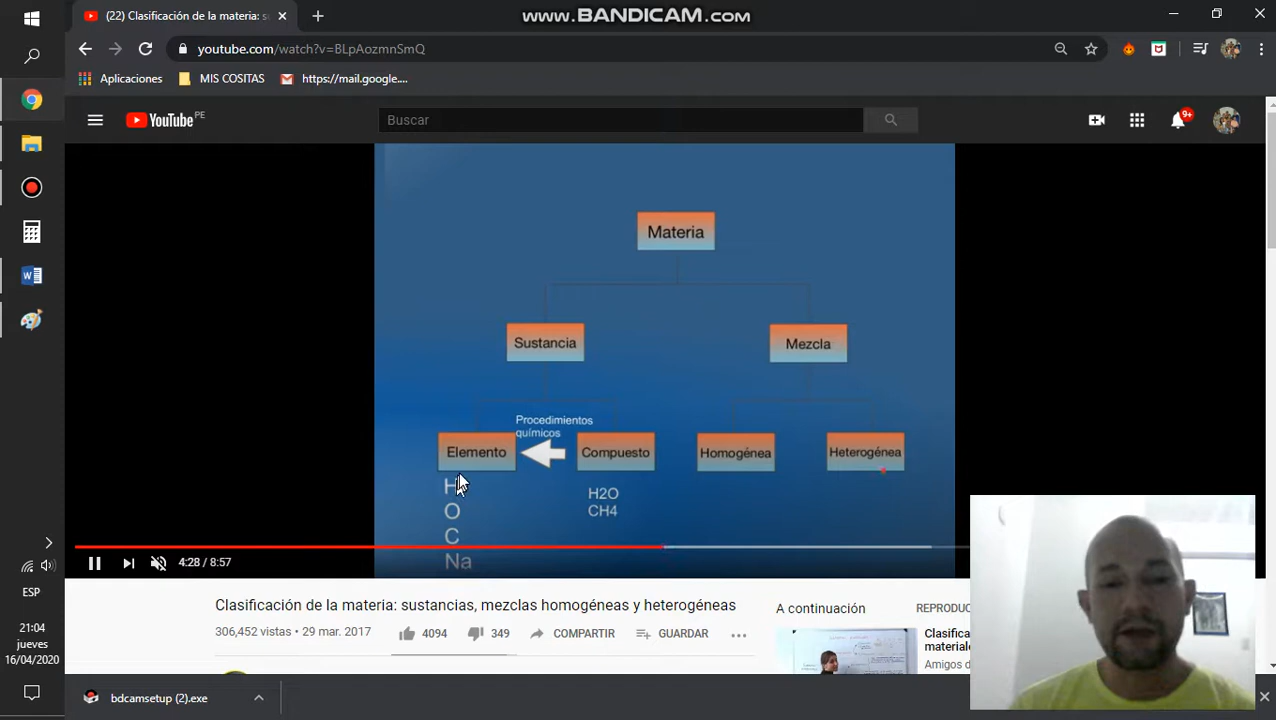 WWW.BANDICAM.COM
(22) Clasificación de la materia: s
youtube.com/watch?v=BLpAozmnSmQ
Aplicaciones
MIS COSITAS
https://mail.google....
YouTube PE
Buscar
9+
Materia
Sustancia
Mezcla
Procedimientos
químicos
Elemento
Compuesto
Homogénea
Heterogénea
H
H2O
O
CH4
C
Na
4:28 / 8:57
ESP
Clasificación de la materia: sustancias, mezclas homogéneas y heterogéneas
A continuación
REPRODUC
306,452 vistas • 29 mar. 2017
4094
349
COMPARTIR
GUARDAR
Clasifica
materiale
Amigos d
21:04
jueves
16/04/2020
bdcamsetup (2).exe